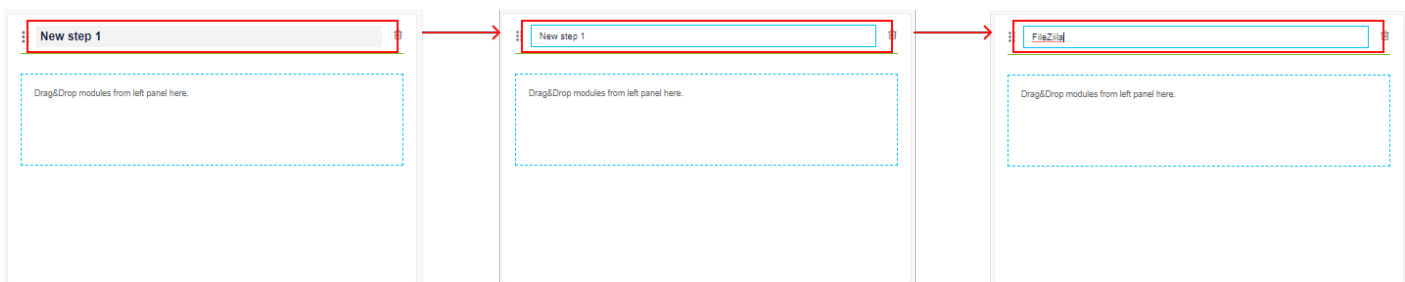 New step 1
Drag&Drop modules from left panel here.
New step 1
Drag&Drop modules from left panel here.
FileZilla
Drag&Drop modules from left panel here.